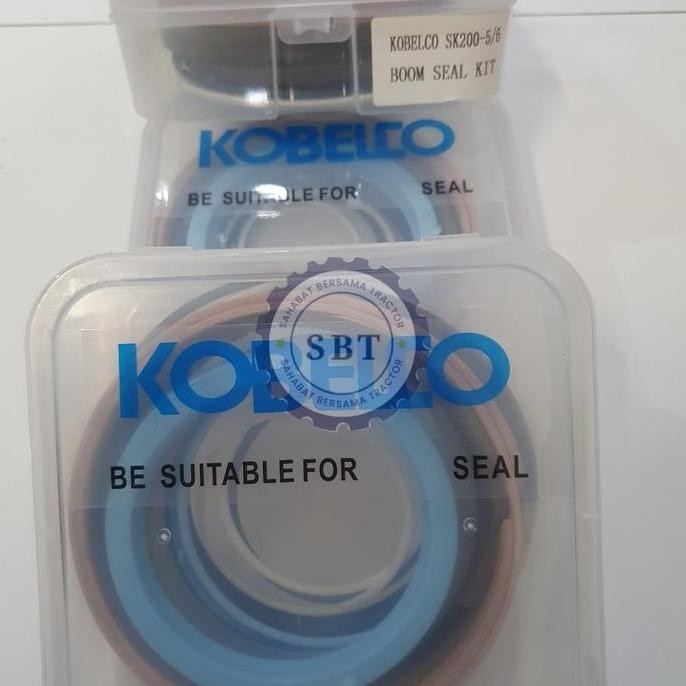 KOBELCO SK200-5/6
BOOM SEAL KIT
KOBELCO
BE SUITABLE FOR SEAL
SAHABAT BERSAMA TRACTOR
SBT
SAHABAT BERSAMA TRACTOR
KOBELCO
BE SUITABLE FOR SEAL